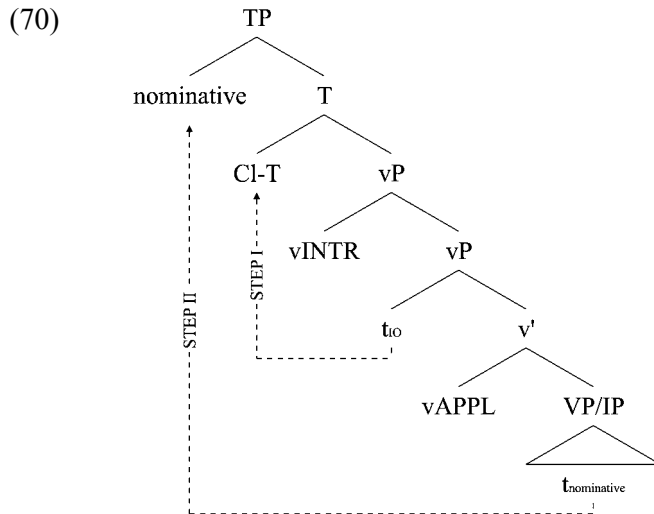 (70)
TP
nominative T
Cl-T vP
vINTR vP
STEP I
STEP II
tIO v'
vAPPL VP/IP
tnominative